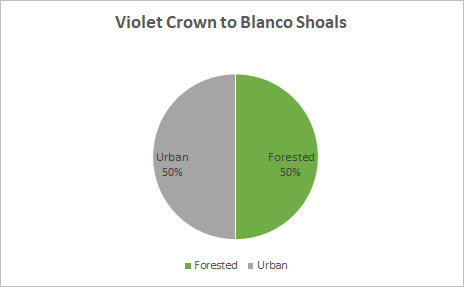 Violet Crown to Blanco Shoals
Urban
50%
Forested
50%
Forested Urban